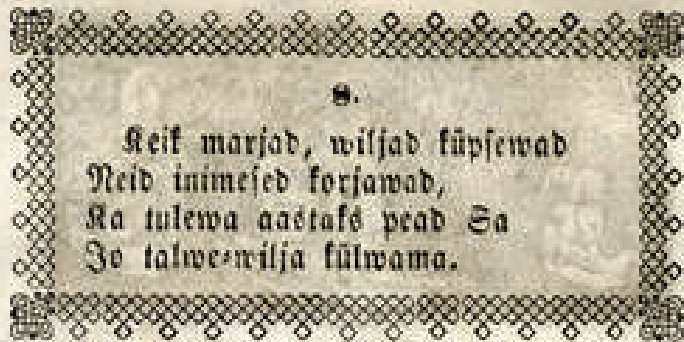 8.
Keik marjad, wiljad küpsewad
Neid inimesed korjawad,
Ka tulewa aastaks pead Sa
Jo talwe-wilja külwama.